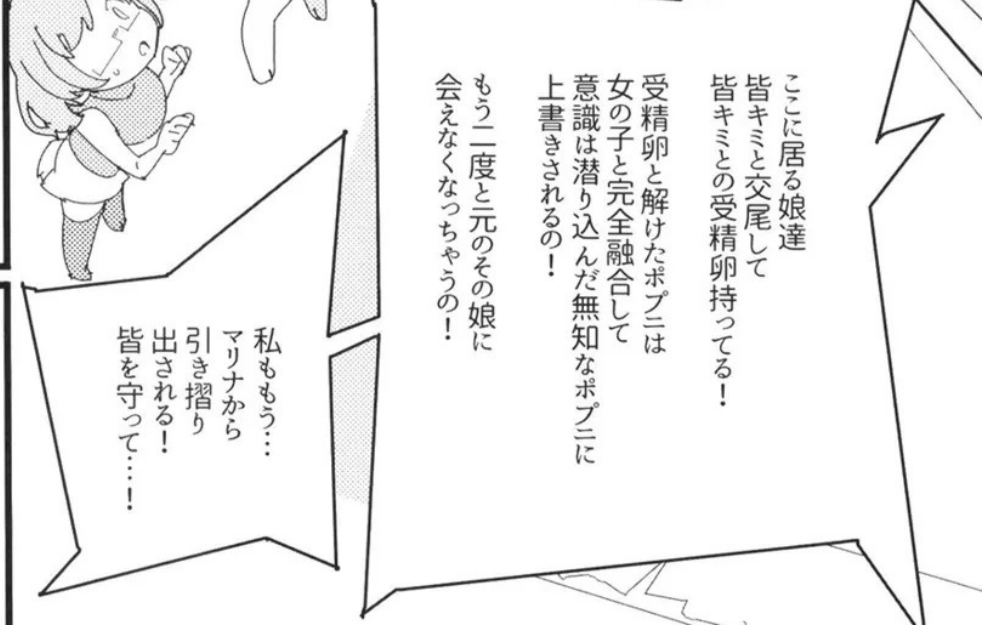 ここに居る娘達
皆キミと交尾して
皆キミとの受精卵持ってる！
受精卵と解けたポプニは
女の子と完全融合して
意識は潜り込んだ無知なポプニに
上書きされるの！
もう二度と元のその娘に
会えなくなっちゃうの！
私ももう…
マリナから
引き摺り
出される！
皆を守って…！